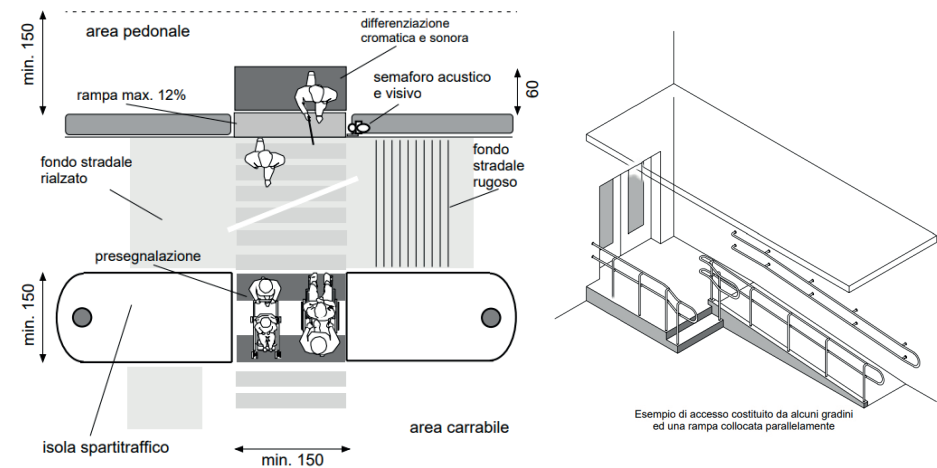 area pedonale
min. 150
differenziazione
cromatica e sonora
semaforo acustico
e visivo
60
rampa max. 12%
fondo stradale
rialzato
fondo
stradale
rugoso
presegnalazione
min. 150
isola spartitraffico
area carrabile
min. 150
Esempio di accesso costituito da alcuni gradini
ed una rampa collocata parallelamente